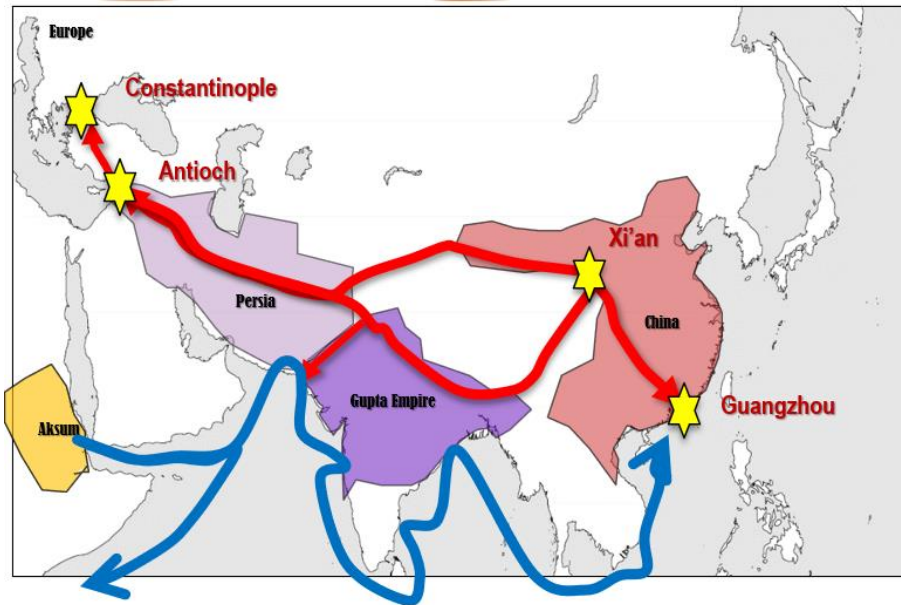 Europe
Constantinople
Antioch
Xi'an
Persia
China
Gupta Empire
Guangzhou
Aksum